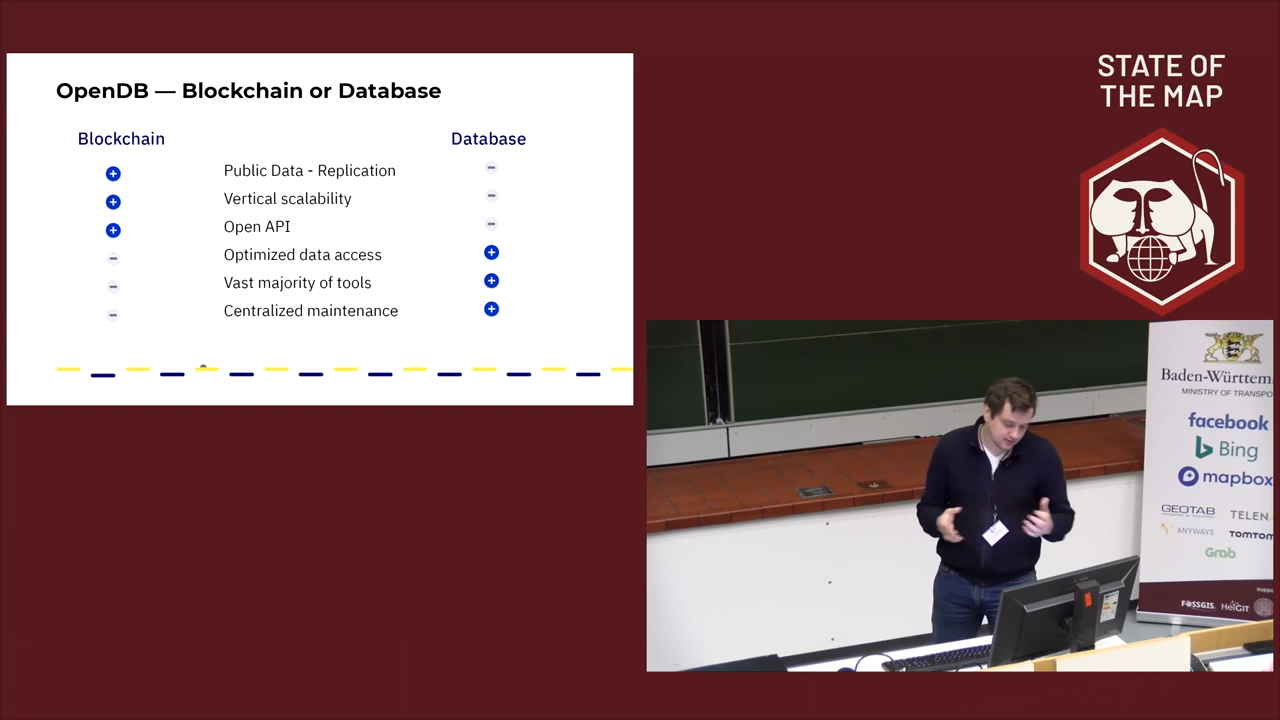 OpenDB — Blockchain or Database
Blockchain
Database
Public Data - Replication
Vertical scalability
Open API
Optimized data access
Vast majority of tools
Centralized maintenance
STATE OF
THE MAP
Baden-Württem
MINISTRY OF TRANSPO
facebook
Bing
mapbox
GEOTAB
TELEN
ANYWAYS
TOMTOM
Grab
suppo
FOSSGIS
HeiGIT